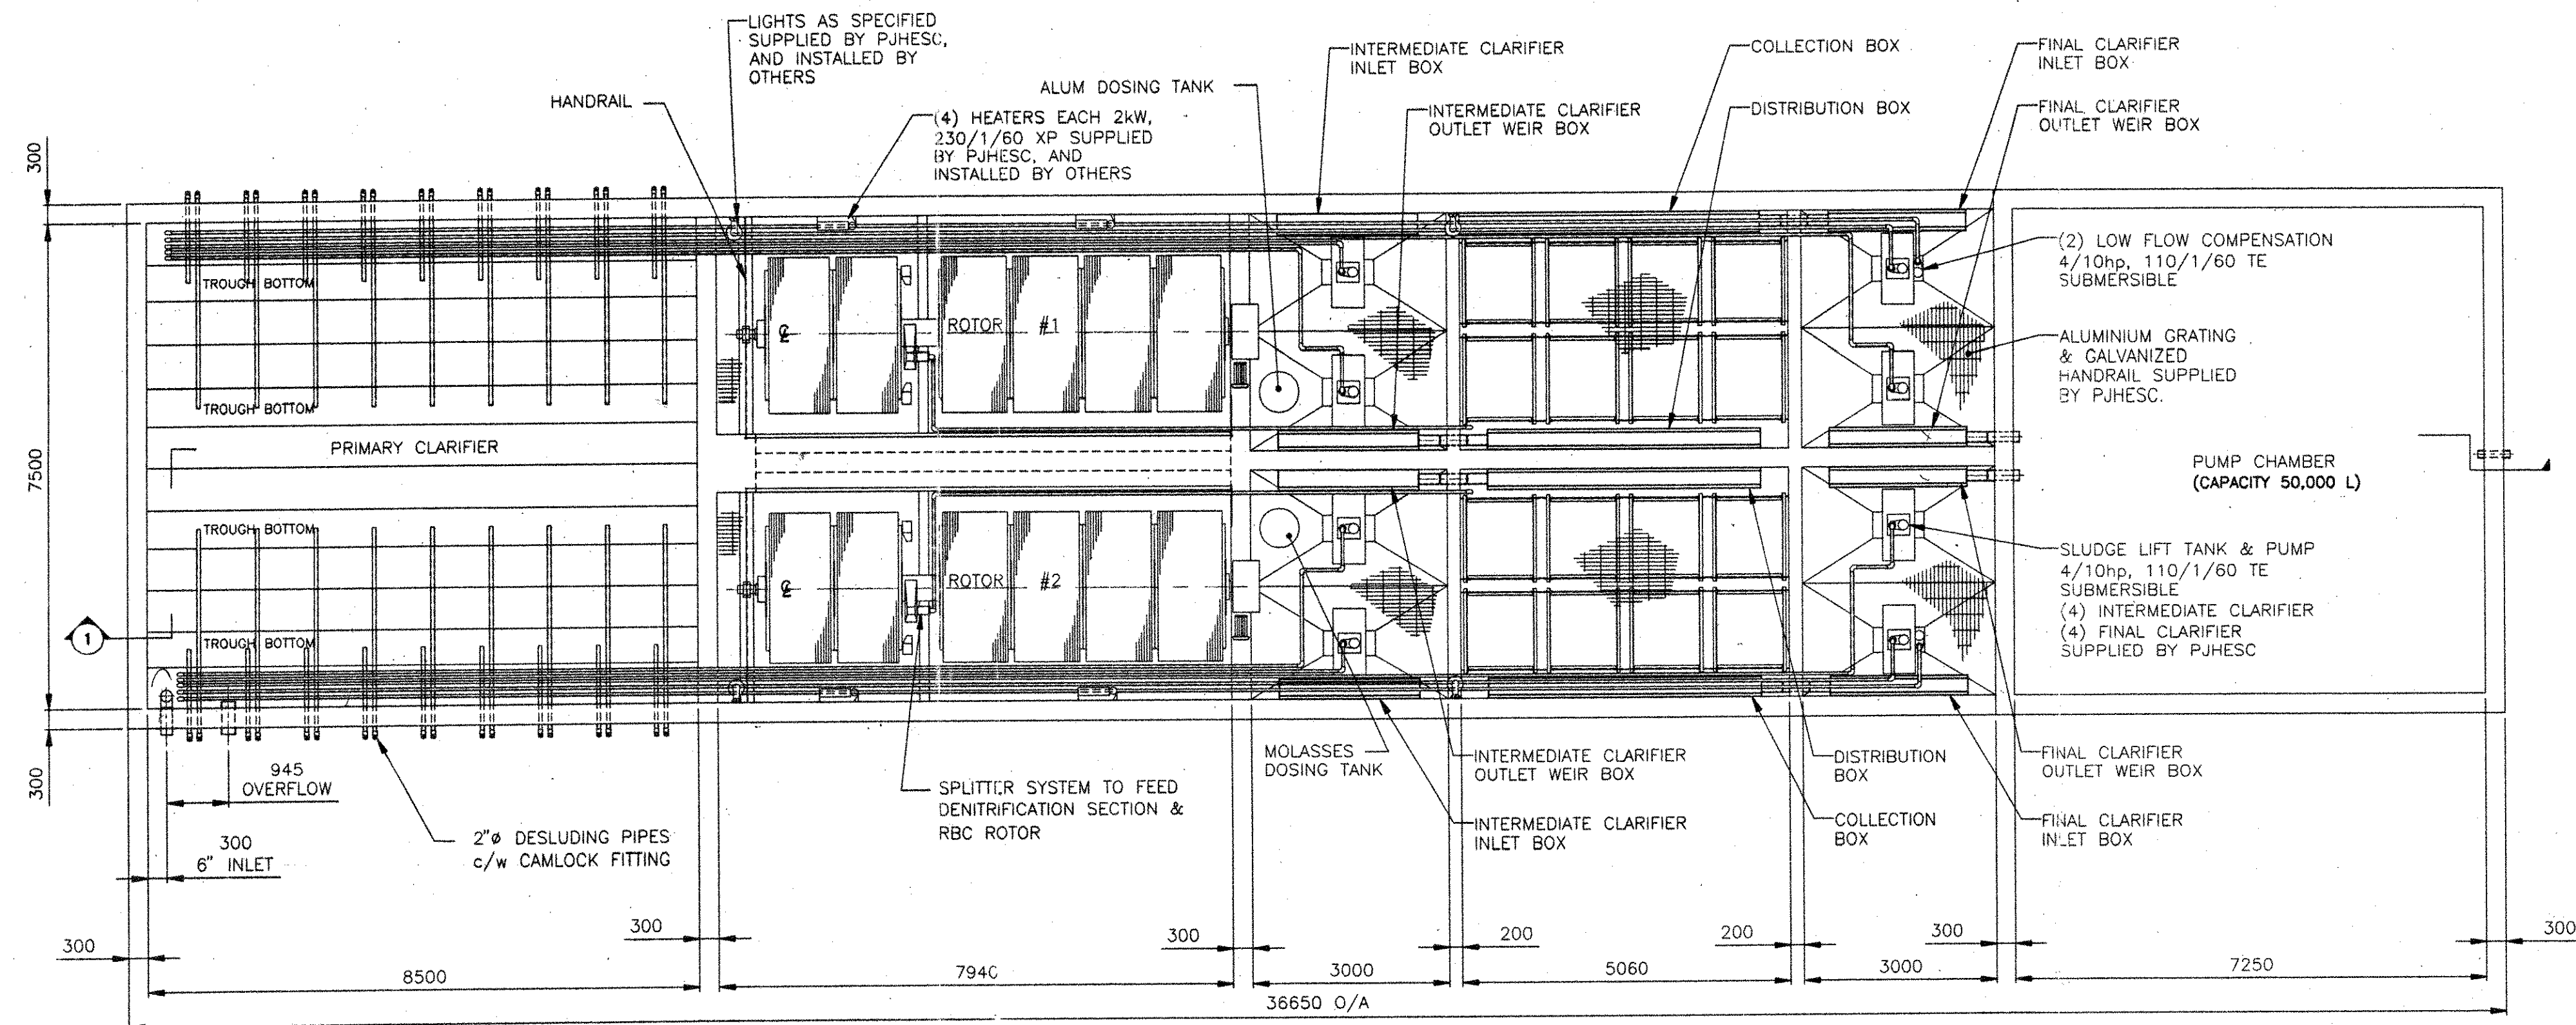 LIGHTS AS SPECIFIED
SUPPLIED BY PJHESC,
AND INSTALLED BY
OTHERS
HANDRAIL
(4) HEATERS EACH 2kW,
230/1/60 XP SUPPLIED
BY PJHESC, AND
INSTALLED BY OTHERS
ALUM DOSING TANK
INTERMEDIATE CLARIFIER
INLET BOX
INTERMEDIATE CLARIFIER
OUTLET WEIR BOX
COLLECTION BOX
DISTRIBUTION BOX
FINAL CLARIFIER
INLET BOX
FINAL CLARIFIER
OUTLET WEIR BOX
300
7500
300
TROUGH BOTTOM
TROUGH BOTTOM
PRIMARY CLARIFIER
TROUGH BOTTOM
TROUGH BOTTOM
1
℄
ROTOR #1
℄
ROTOR #2
(2) LOW FLOW COMPENSATION
4/10hp, 110/1/60 TE
SUBMERSIBLE
ALUMINIUM GRATING
& GALVANIZED
HANDRAIL SUPPLIED
BY PJHESC.
PUMP CHAMBER
(CAPACITY 50,000 L)
SLUDGE LIFT TANK & PUMP
4/10hp, 110/1/60 TE
SUBMERSIBLE
(4) INTERMEDIATE CLARIFIER
(4) FINAL CLARIFIER
SUPPLIED BY PJHESC
945
OVERFLOW
300
6" INLET
2"ø DESLUDING PIPES
c/w CAMLOCK FITTING
SPLITTER SYSTEM TO FEED
DENITRIFICATION SECTION &
RBC ROTOR
MOLASSES
DOSING TANK
INTERMEDIATE CLARIFIER
OUTLET WEIR BOX
INTERMEDIATE CLARIFIER
INLET BOX
DISTRIBUTION
BOX
COLLECTION
BOX
FINAL CLARIFIER
OUTLET WEIR BOX
FINAL CLARIFIER
INLET BOX
300
300
300
200
200
300
300
8500
7940
3000
5060
3000
7250
36650 O/A